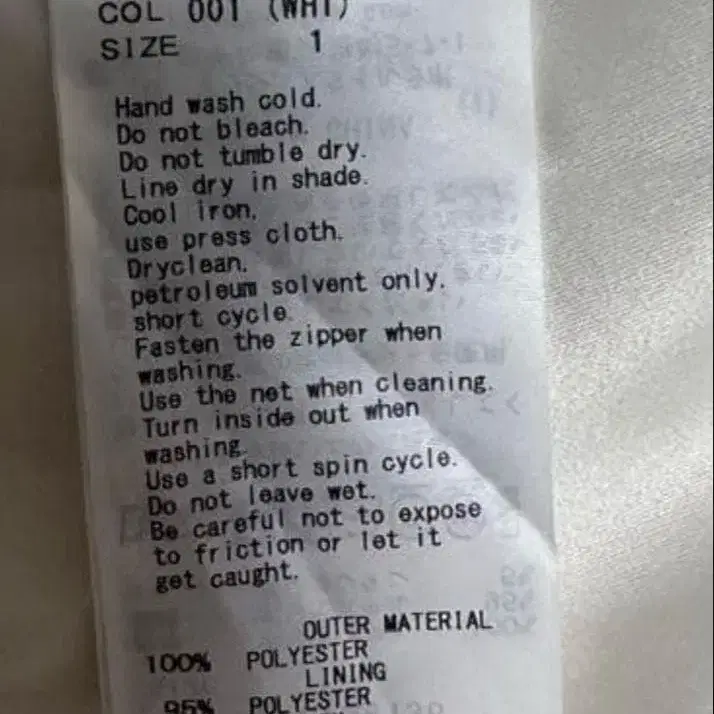 COL 001 (WHT)
SIZE 1
Hand wash cold.
Do not bleach.
Do not tumble dry.
Line dry in shade.
Cool iron,
use press cloth.
Dryclean,
petroleum solvent only,
short cycle.
Fasten the zipper when
washing.
Use the net when cleaning.
Turn inside out when
washing.
Use a short spin cycle.
Do not leave wet.
Be careful not to expose
to friction or let it
get caught.
OUTER MATERIAL
100% POLYESTER
LINING
95% POLYESTER